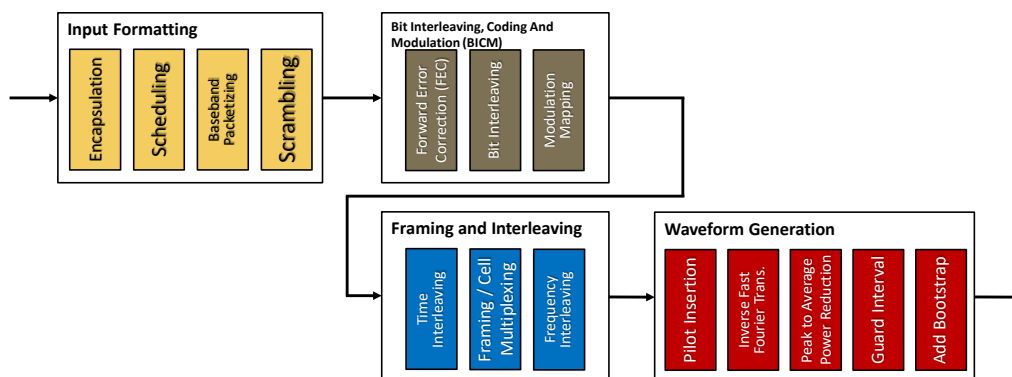 Input Formatting
Encapsulation
Scheduling
Baseband
Packetizing
Scrambling
Bit Interleaving, Coding And
Modulation (BICM)
Forward Error
Correction (FEC)
Bit Interleaving
Modulation
Mapping
Framing and Interleaving
Time
Interleaving
Framing / Cell
Multiplexing
Frequency
Interleaving
Waveform Generation
Pilot Insertion
Inverse Fast
Fourier Trans.
Peak to Average
Power Reduction
Guard Interval
Add Bootstrap